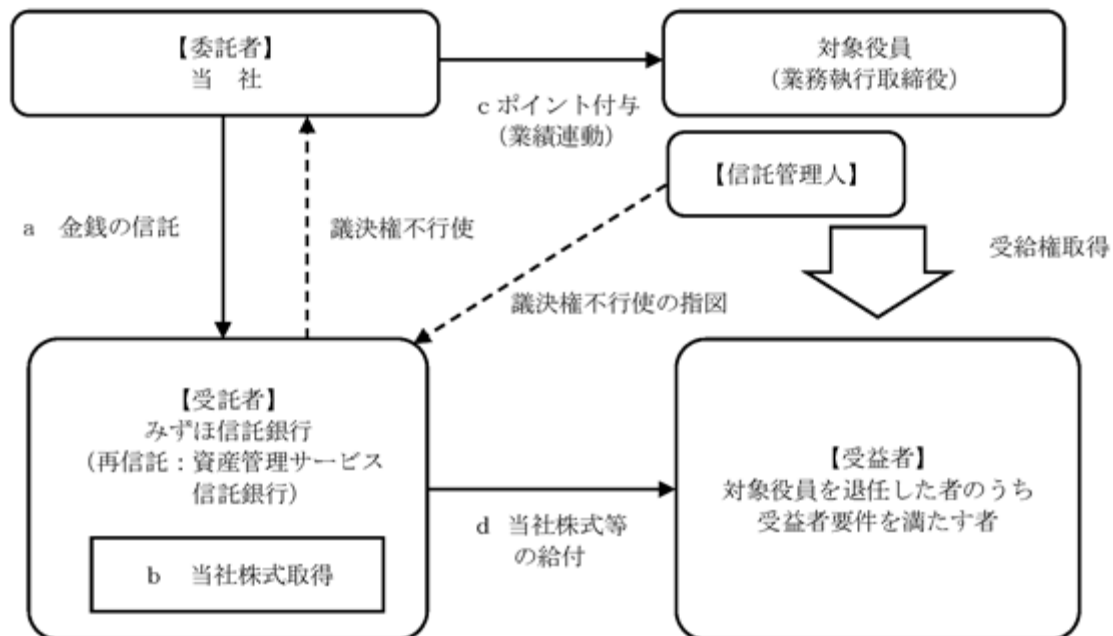 【委託者】
当　社
対象役員
（業務執行取締役）
c ポイント付与
（業績連動）
【信託管理人】
a　金銭の信託
議決権不行使
受給権取得
議決権不行使の指図
【受託者】
みずほ信託銀行
（再信託：資産管理サービス
信託銀行）
b　当社株式取得
d　当社株式等
の給付
【受益者】
対象役員を退任した者のうち
受益者要件を満たす者